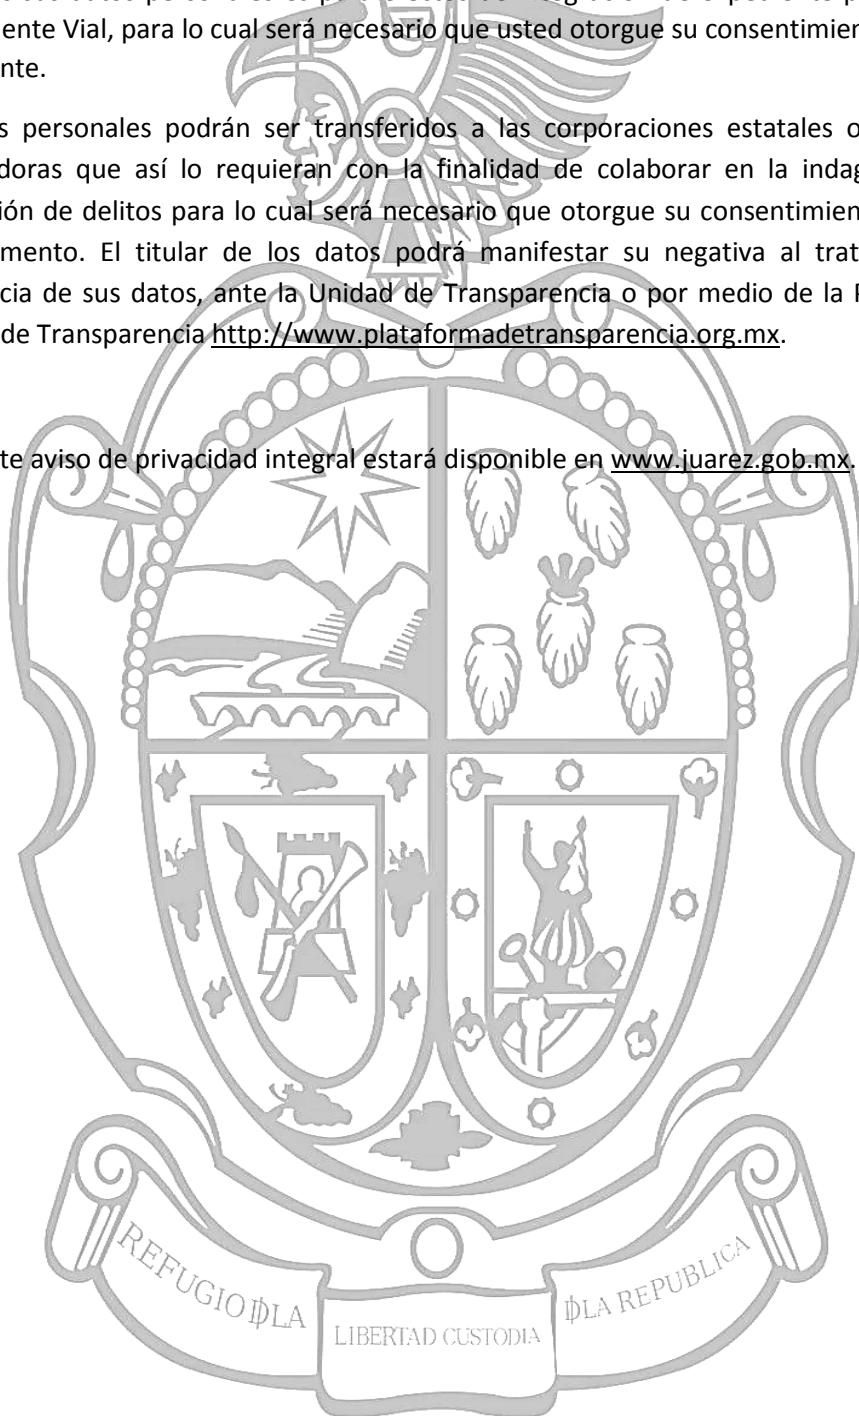 ente Vial, para lo cual será necesario que usted otorgue su consentimien
nte.
s personales podrán ser transferidos a las corporaciones estatales o
doras que así lo requieran con la finalidad de colaborar en la indag
ión de delitos para lo cual será necesario que otorgue su consentimien
mento. El titular de los datos podrá manifestar su negativa al trat
cia de sus datos, ante la Unidad de Transparencia o por medio de la P
de Transparencia http://www.plataformadetransparencia.org.mx.
te aviso de privacidad integral estará disponible en www.juarez.gob.mx.
REFUGIO DLA
LIBERTAD CUSTODIA
DLA REPUBLICA